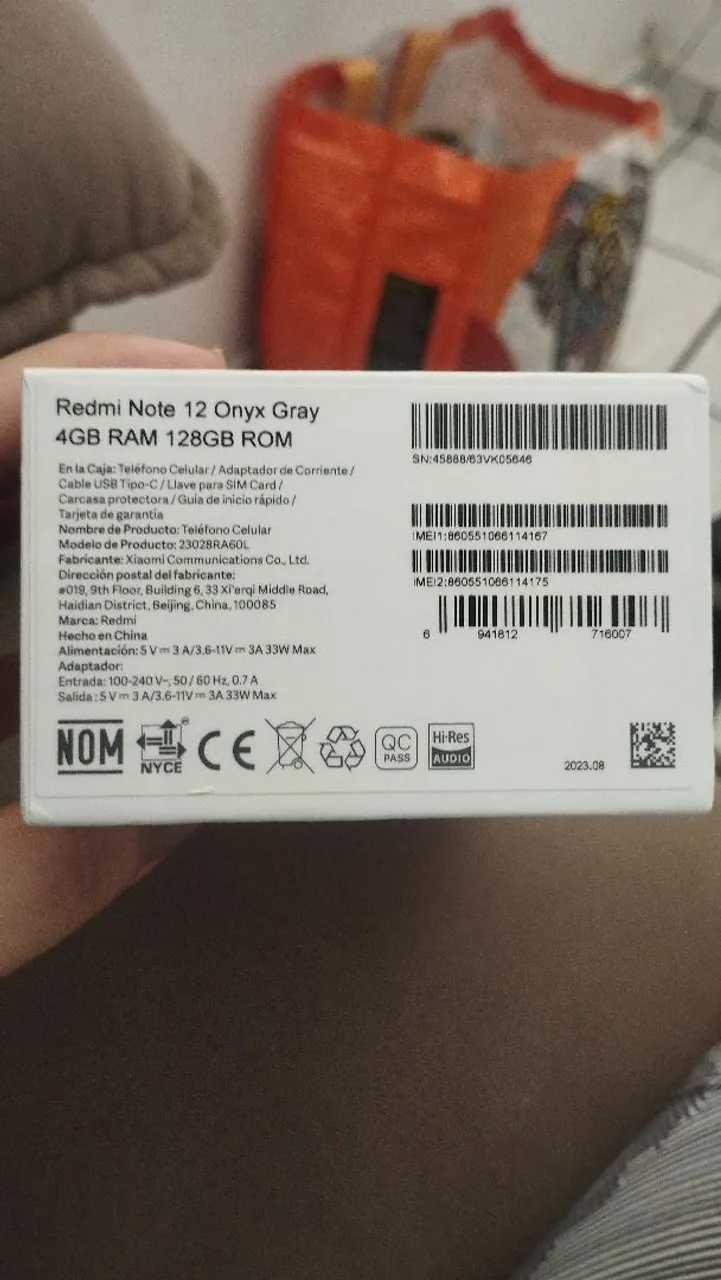 Redmi Note 12 Onyx Gray
4GB RAM 128GB ROM
En la Caja: Teléfono Celular / Adaptador de Corriente /
Cable USB Tipo-C / Llave para SIM Card /
Carcasa protectora / Guía de inicio rápido /
Tarjeta de garantía
Nombre de Producto: Teléfono Celular
Modelo de Producto: 23028RA60L
Fabricante: Xiaomi Communications Co., Ltd.
Dirección postal del fabricante:
#019, 9th Floor, Building 6, 33 Xi'erqi Middle Road,
Haidian District, Beijing, China, 100085
Marca: Redmi
Hecho en China
Alimentación: 5 V⎓3 A/3.6-11V⎓3A 33W Max
Adaptador:
Entrada: 100-240 V~, 50 / 60 Hz, 0.7 A
Salida: 5 V⎓3 A/3.6-11V⎓3A 33W Max
SN:45888/63VK05646
IMEI1:860551066114167
IMEI2:860551066114175
6 941812 716007
NOM
NYCE
CE
QC
PASS
Hi-Res
AUDIO
2023.08